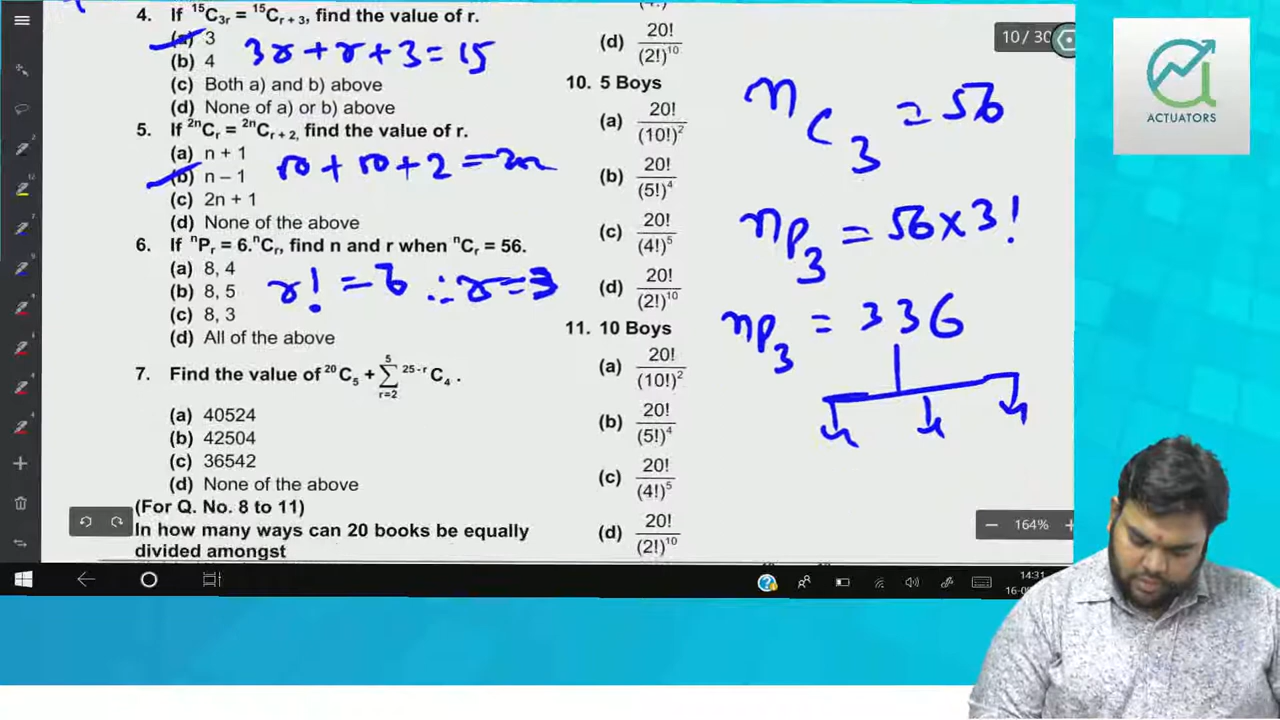 4. If ¹⁵C₃ᵣ = ¹⁵Cᵣ ₊ ₃, find the value of r.
(a) 3
(b) 4
(c) Both a) and b) above
(d) None of a) or b) above
3r + r + 3 = 15
5. If ²ⁿCᵣ = ²ⁿCᵣ ₊ ₂, find the value of r.
(a) n + 1
(b) n – 1
(c) 2n + 1
(d) None of the above
r + r + 2 = 2n
6. If ⁿPᵣ = 6.ⁿCᵣ, find n and r when ⁿCᵣ = 56.
(a) 8, 4
(b) 8, 5
(c) 8, 3
(d) All of the above
r! = 6 ∴ r = 3
7. Find the value of ²⁰C₅ + 5 ∑ r=2 ²⁵⁻ʳC₄ .
(a) 40524
(b) 42504
(c) 36542
(d) None of the above
(For Q. No. 8 to 11)
In how many ways can 20 books be equally
divided amongst
(d) 20!/(2!)¹⁰
10. 5 Boys
(a) 20!/(10!)²
(b) 20!/(5!)⁴
(c) 20!/(4!)⁵
(d) 20!/(2!)¹⁰
11. 10 Boys
(a) 20!/(10!)²
(b) 20!/(5!)⁴
(c) 20!/(4!)⁵
(d) 20!/(2!)¹⁰
nC₃ = 56
nP₃ = 56 × 3!
nP₃ = 336
10 / 30
ACTUATORS
164%
14:31